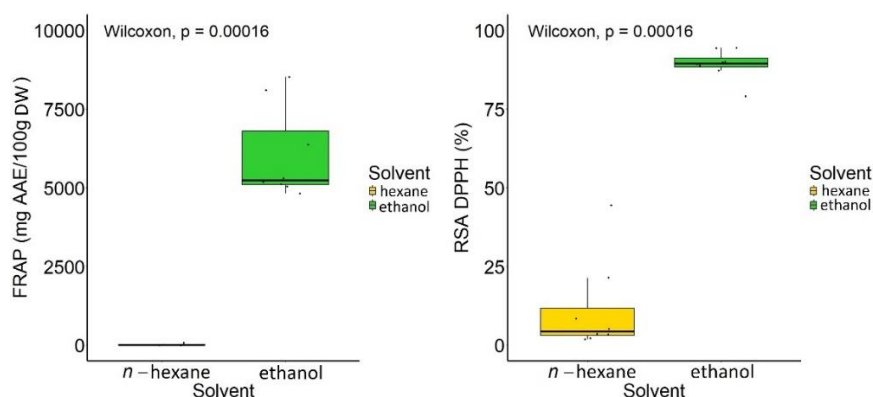 Wilcoxon, p = 0.00016
FRAP (mg AAE/100g DW)
10000
7500
5000
2500
0
n – hexane
ethanol
Solvent
Solvent
hexane
ethanol
Wilcoxon, p = 0.00016
RSA DPPH (%)
100
75
50
25
0
n – hexane
ethanol
Solvent
Solvent
hexane
ethanol